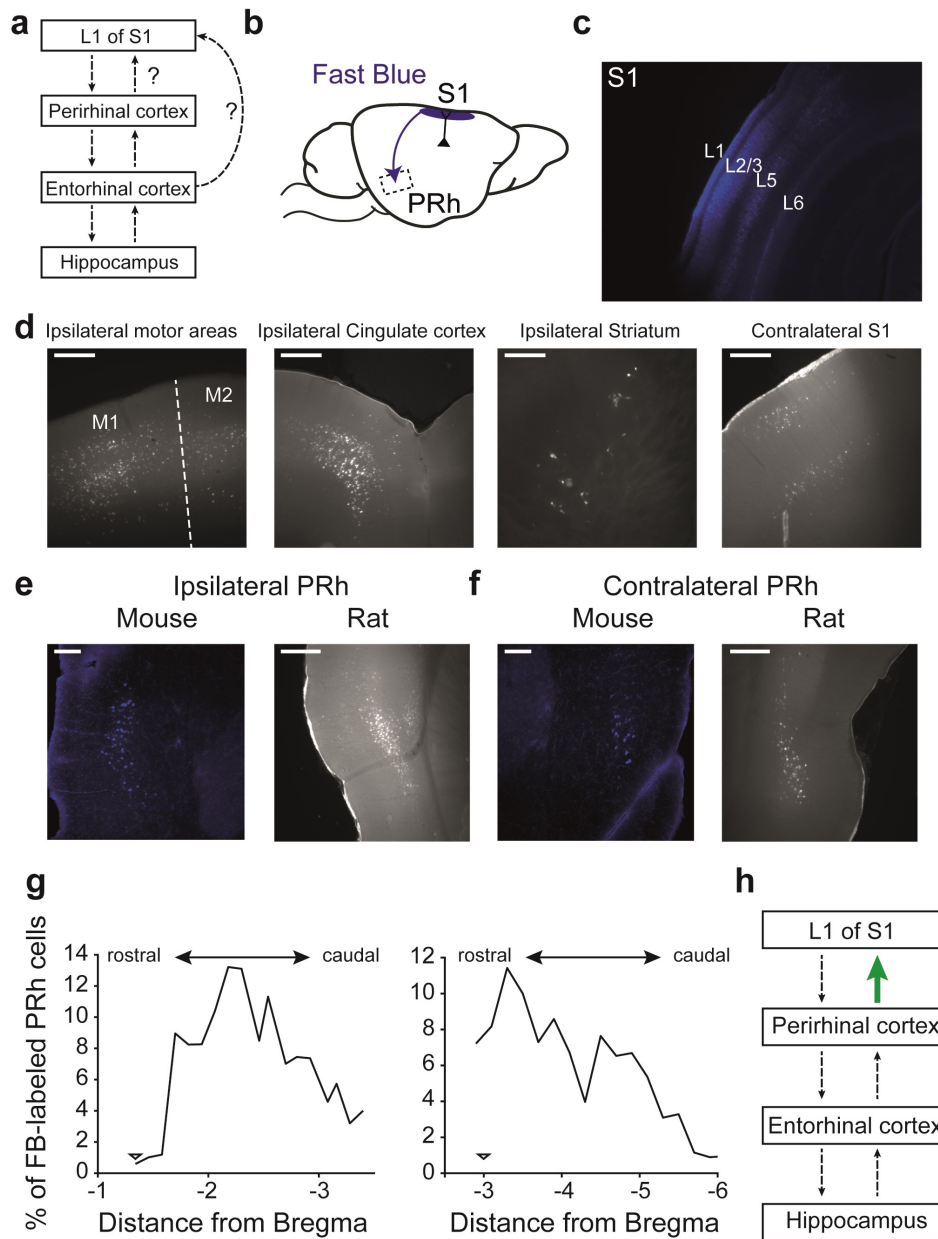 a
L1 of S1
?
?
Perirhinal cortex
Entorhinal cortex
Hippocampus
b
Fast Blue
S1
PRh
c
S1
L1
L2/3
L5
L6
d
Ipsilateral motor areas
Ipsilateral Cingulate cortex
Ipsilateral Striatum
Contralateral S1
M1
M2
e
Ipsilateral PRh
Mouse
Rat
f
Contralateral PRh
Mouse
Rat
g
% of FB-labeled PRh cells
14
12
10
8
6
4
2
0
rostral
caudal
-1
-2
-3
Distance from Bregma
12
10
8
6
4
2
0
rostral
caudal
-3
-4
-5
-6
Distance from Bregma
h
L1 of S1
Perirhinal cortex
Entorhinal cortex
Hippocampus